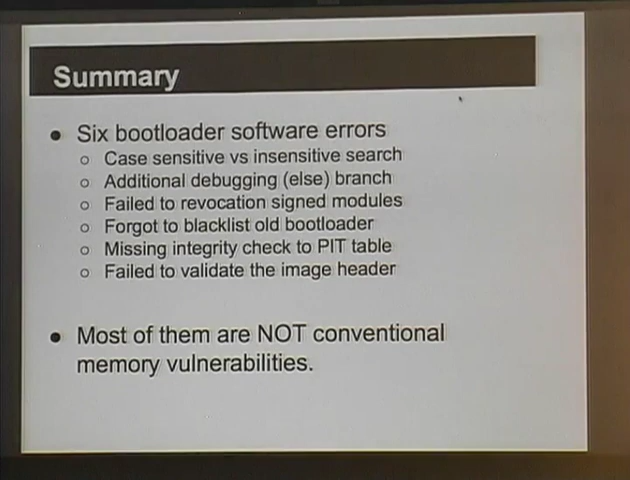 Summary
● Six bootloader software errors
○ Case sensitive vs insensitive search
○ Additional debugging (else) branch
○ Failed to revocation signed modules
○ Forgot to blacklist old bootloader
○ Missing integrity check to PIT table
○ Failed to validate the image header
● Most of them are NOT conventional
memory vulnerabilities.